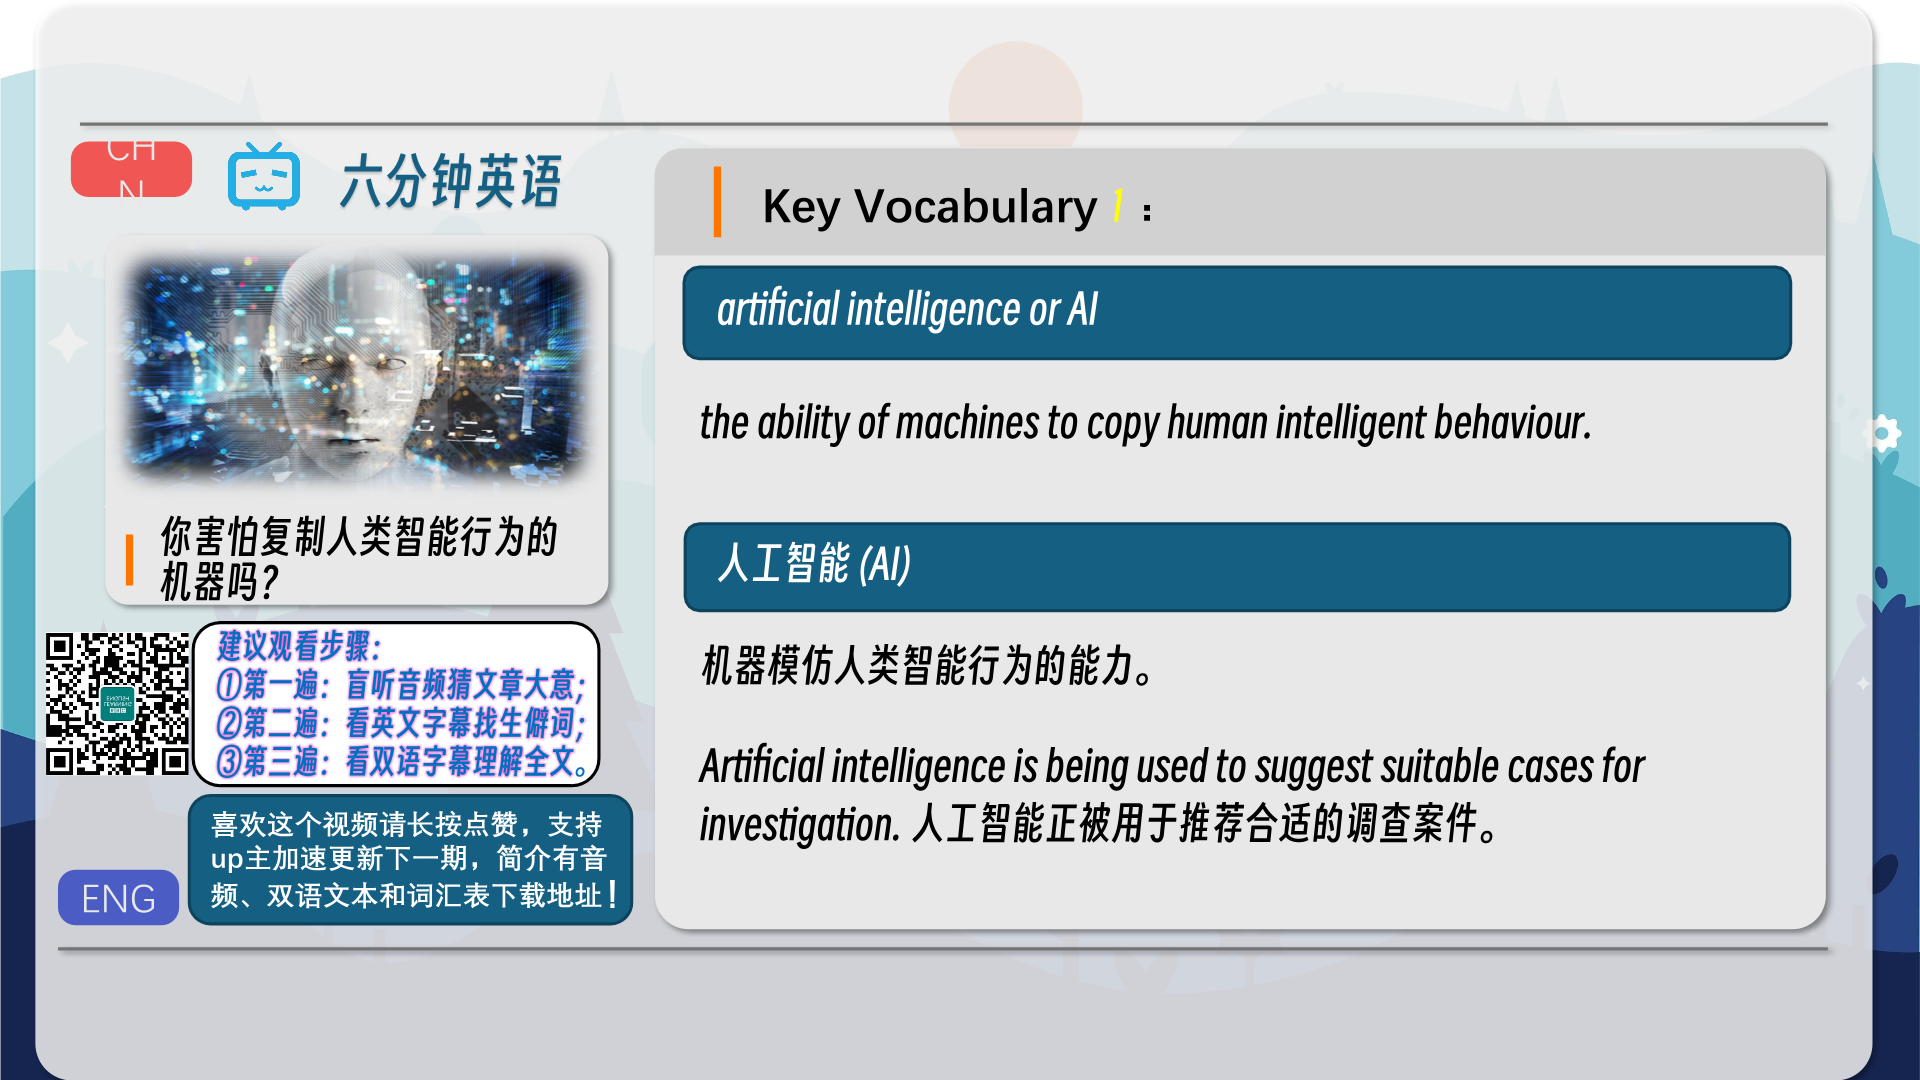 CH
N
六分钟英语
你害怕复制人类智能行为的
机器吗?
建议观看步骤：
①第一遍：盲听音频猜文章大意；
②第二遍：看英文字幕找生僻词；
③第三遍：看双语字幕理解全文。
喜欢这个视频请长按点赞，支持
up主加速更新下一期，简介有音
频、双语文本和词汇表下载地址！
ENG
Key Vocabulary 1：
artificial intelligence or AI
the ability of machines to copy human intelligent behaviour.
人工智能 (AI)
机器模仿人类智能行为的能力。
Artificial intelligence is being used to suggest suitable cases for
investigation. 人工智能正被用于推荐合适的调查案件。